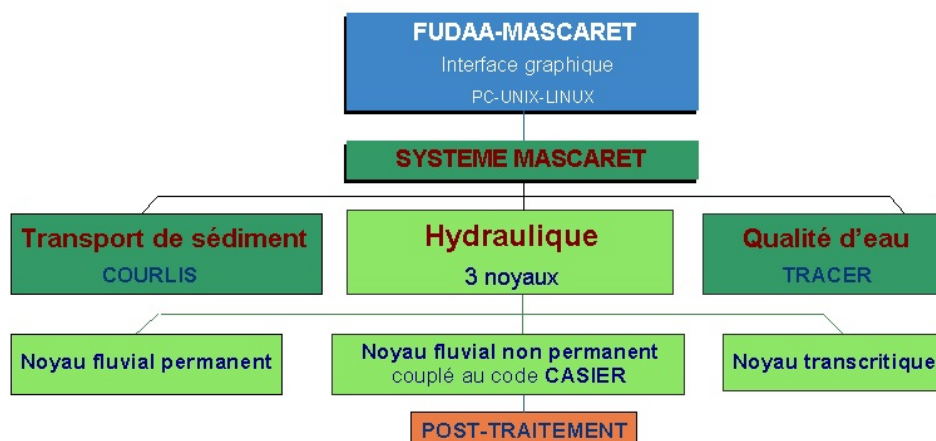 FUDAA-MASCARET
Interface graphique
PC-UNIX-LINUX
SYSTEME MASCARET
Transport de sédiment
COURLIS
Hydraulique
3 noyaux
Qualité d'eau
TRACER
Noyau fluvial permanent
Noyau fluvial non permanent
couplé au code CASIER
Noyau transcritique
POST-TRAITEMENT